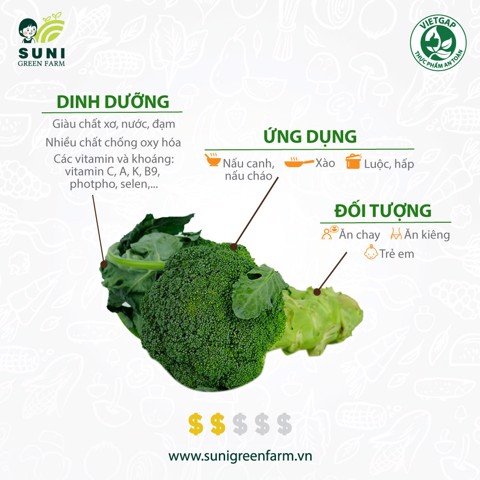 SUNI
GREEN FARM
VIETGAP
THỰC PHẨM AN TOÀN
DINH DƯỠNG
Giàu chất xơ, nước, đạm
Nhiều chất chống oxy hóa
Các vitamin và khoáng:
vitamin C, A, K, B9,
photpho, selen,...
ỨNG DỤNG
Nấu canh,
nấu cháo
Xào
Luộc, hấp
ĐỐI TƯỢNG
Ăn chay
Ăn kiêng
Trẻ em
$ $ $ $ $
www.sunigreenfarm.vn